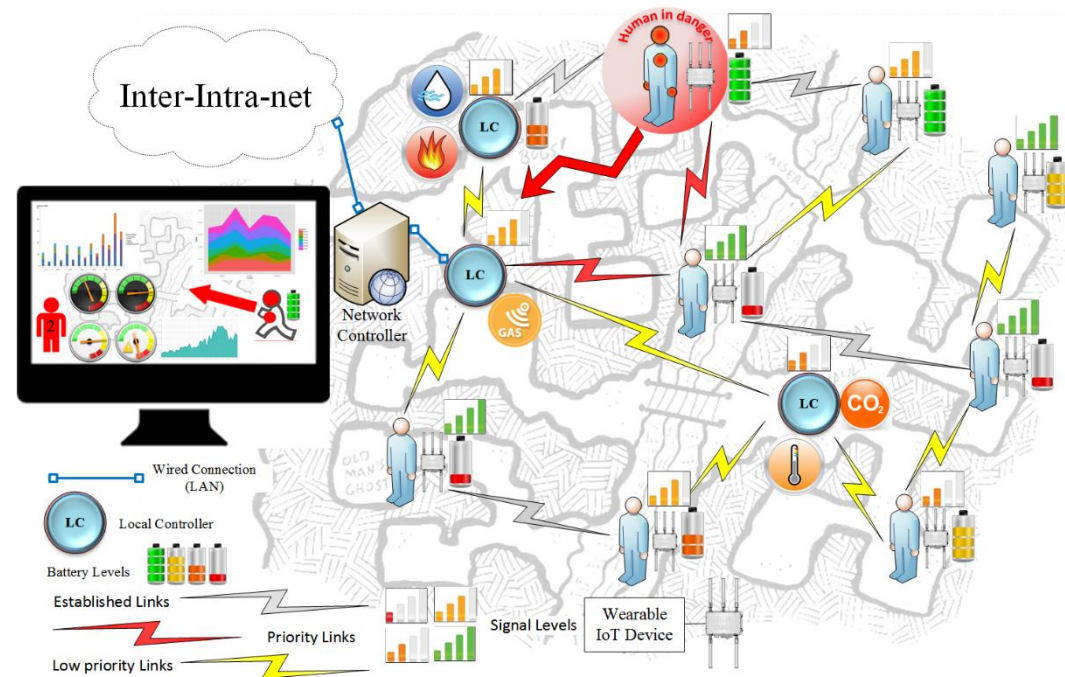 Inter-Intra-net
Human in danger
LC
Network
Controller
LC
GAS
2
LC
CO₂
OLD
MAN
GHOST
Wired Connection
(LAN)
LC
Local Controller
Battery Levels
Established Links
Priority Links
Low priority Links
Signal Levels
Wearable
IoT Device